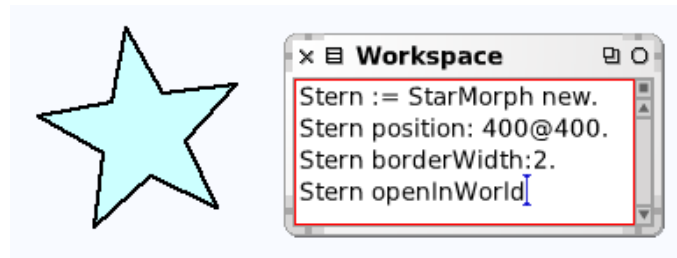 Workspace
Stern := StarMorph new.
Stern position: 400@400.
Stern borderWidth:2.
Stern openInWorld